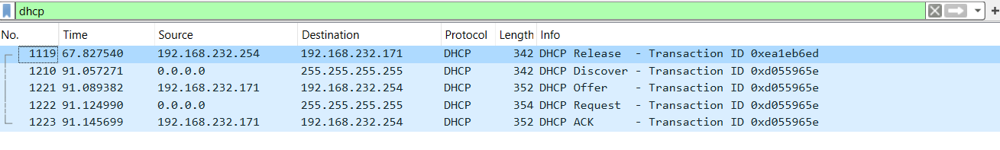 dhcp
No. Time Source Destination Protocol Length Info
1119 67.827540 192.168.232.254 192.168.232.171 DHCP 342 DHCP Release - Transaction ID 0xea1eb6ed
1210 91.057271 0.0.0.0 255.255.255.255 DHCP 342 DHCP Discover - Transaction ID 0xd055965e
1221 91.089382 192.168.232.171 192.168.232.254 DHCP 352 DHCP Offer - Transaction ID 0xd055965e
1222 91.124990 0.0.0.0 255.255.255.255 DHCP 354 DHCP Request - Transaction ID 0xd055965e
1223 91.145699 192.168.232.171 192.168.232.254 DHCP 352 DHCP ACK - Transaction ID 0xd055965e